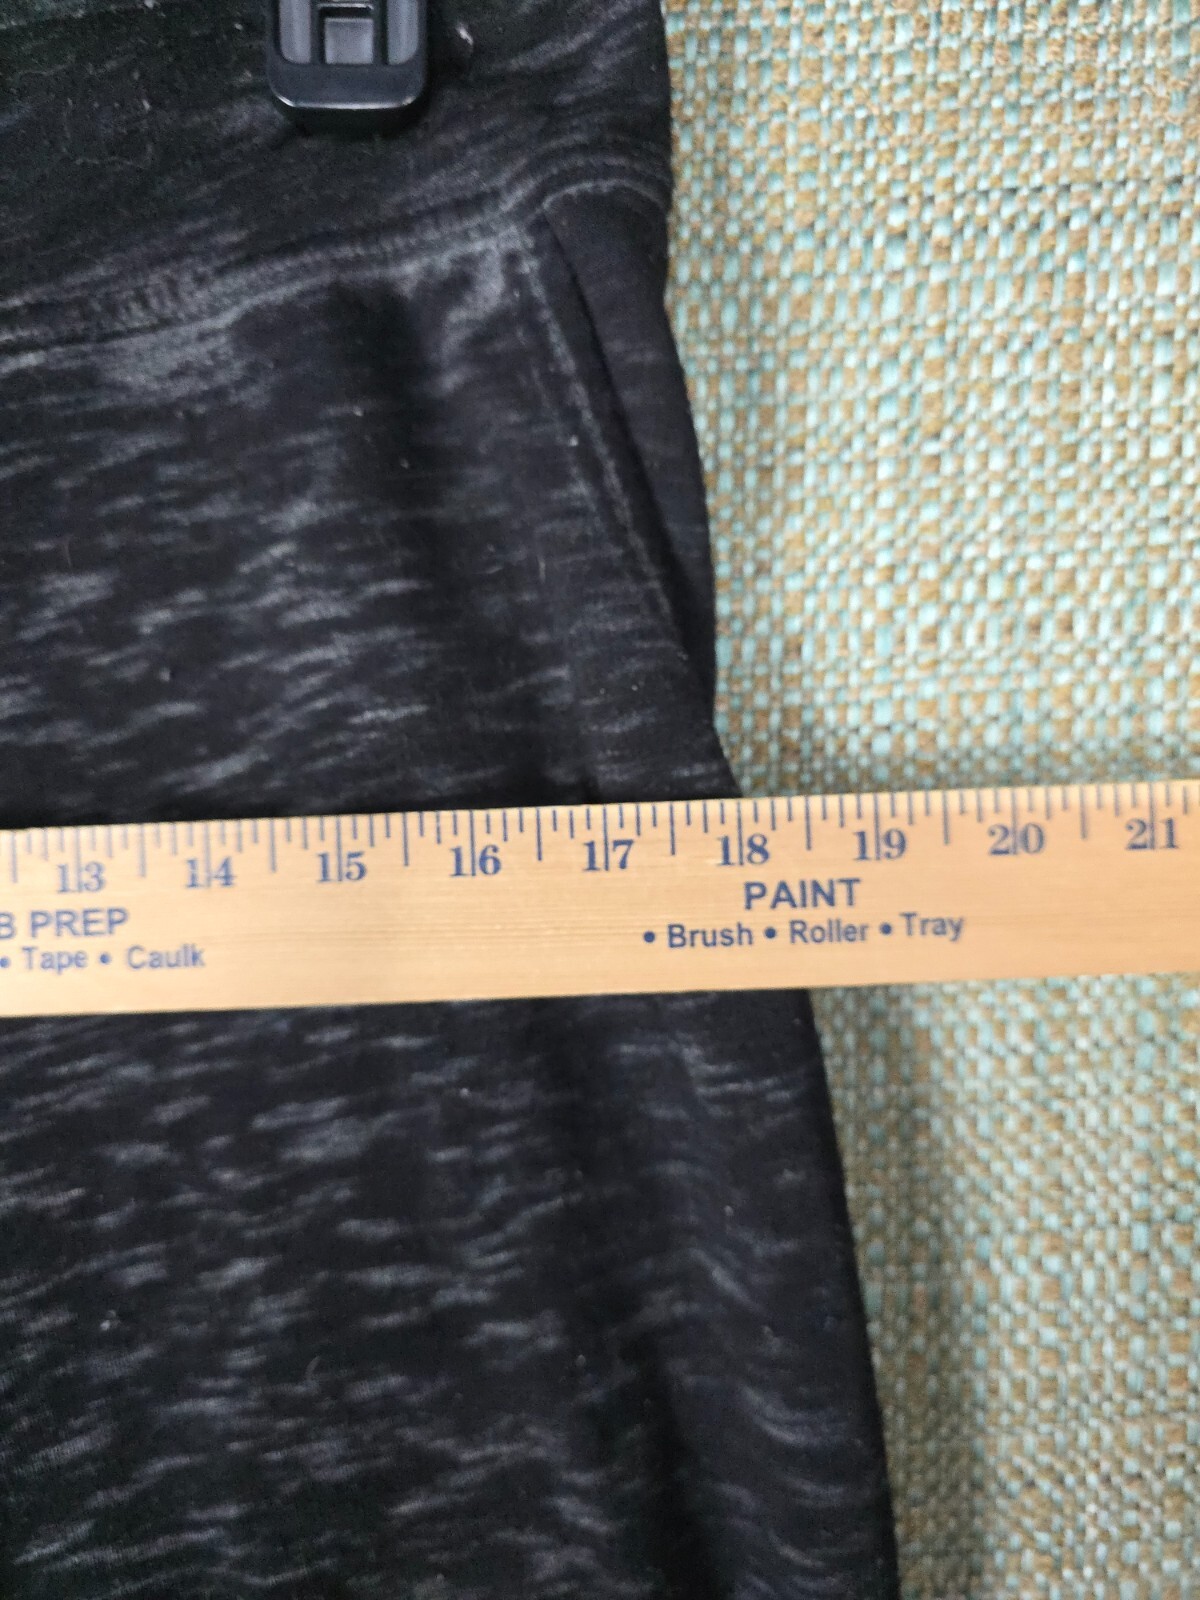 13 14 15 16 17 18 19 20 21
B PREP PAINT
• Tape • Caulk • Brush • Roller • Tray